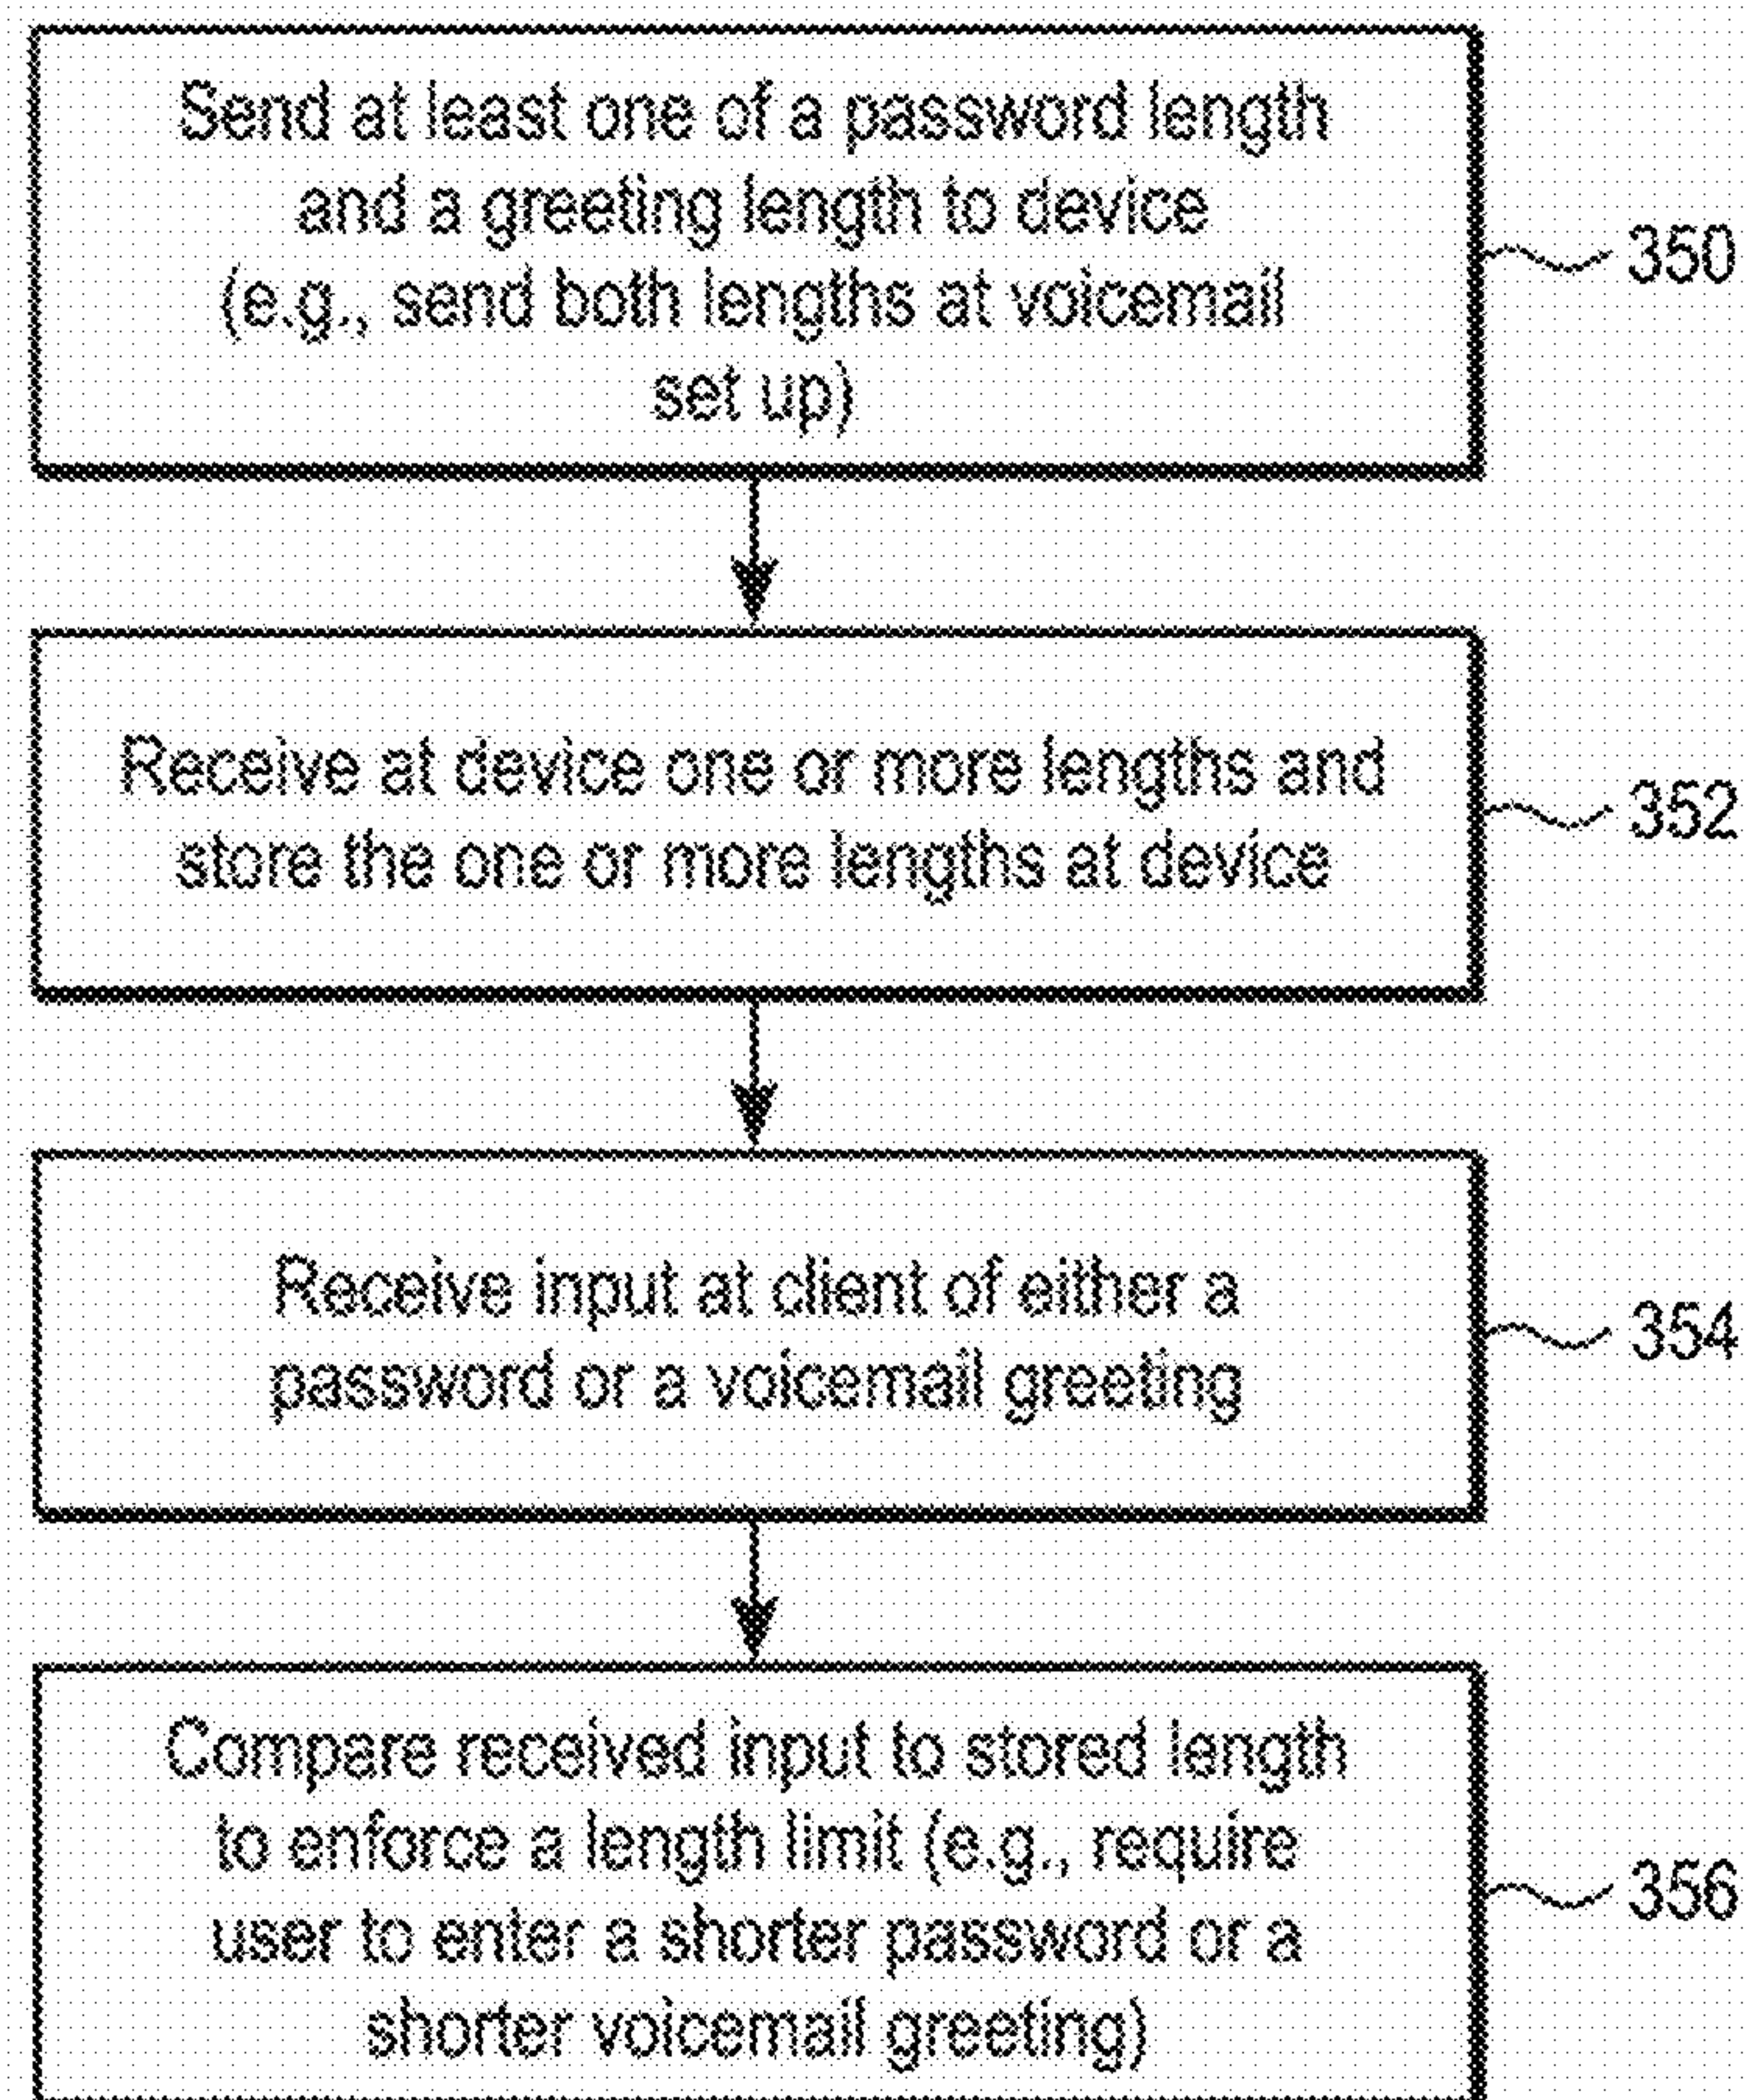 Send at least one of a password length
and a greeting length to device
(e.g., send both lengths at voicemail
set up)
350
Receive at device one or more lengths and
store the one or more lengths at device
352
Receive input at client of either a
password or a voicemail greeting
354
Compare received input to stored length
to enforce a length limit (e.g., require
user to enter a shorter password or a
shorter voicemail greeting)
356